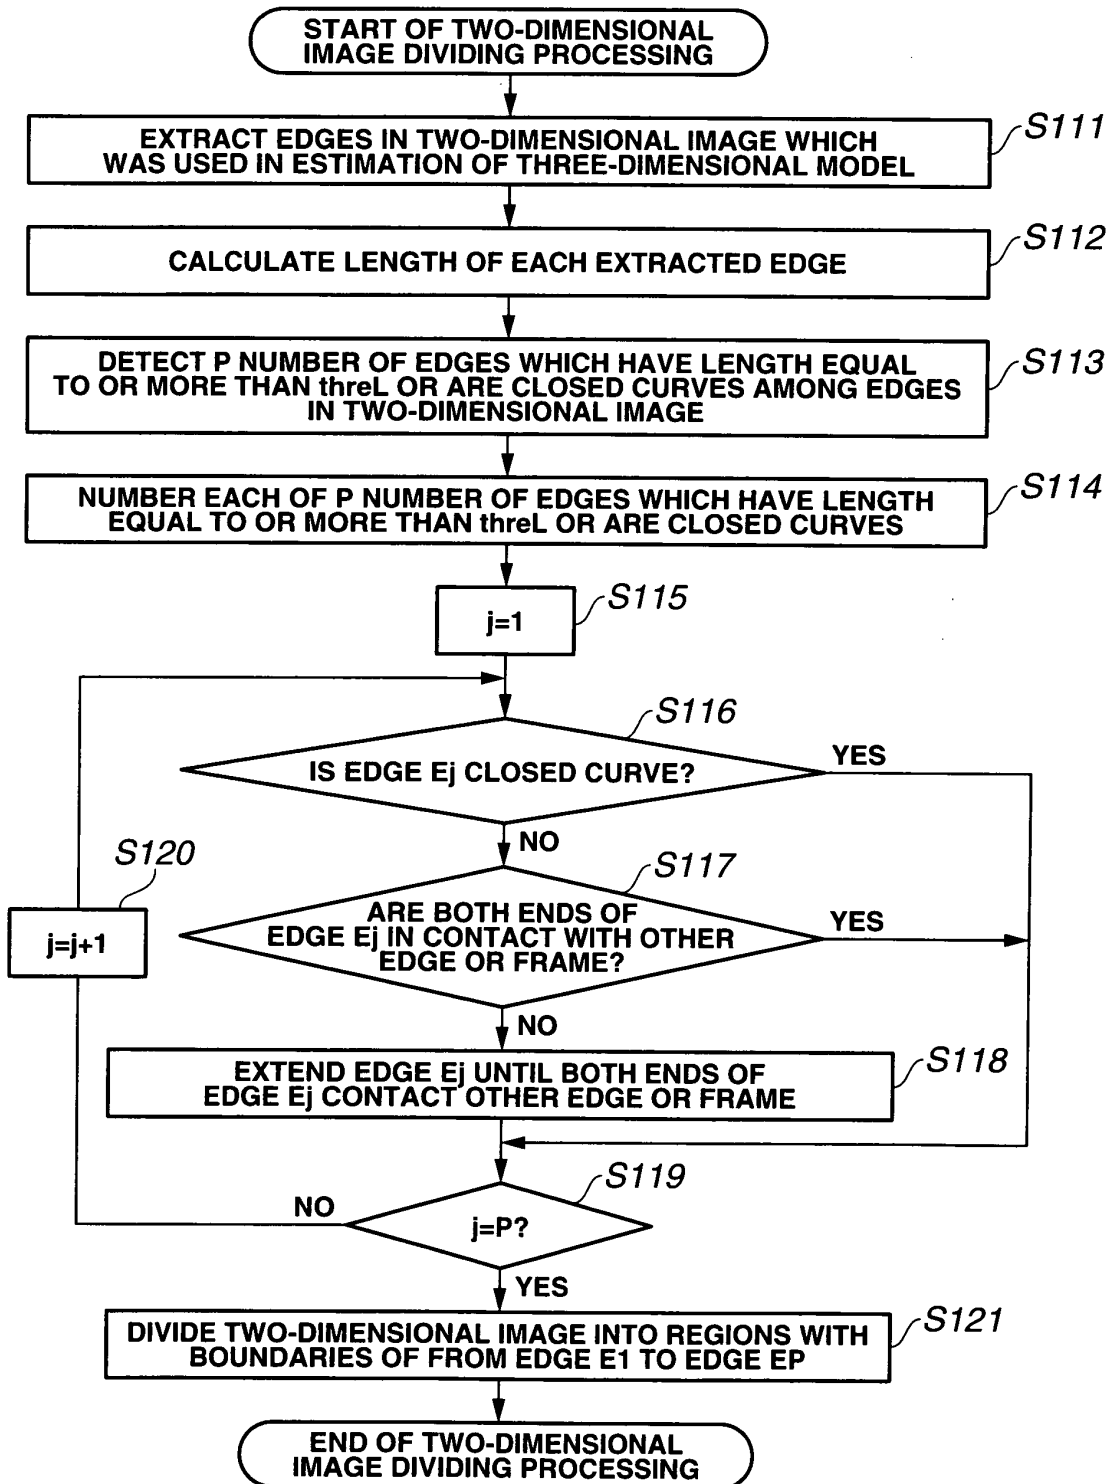 START OF TWO-DIMENSIONAL
IMAGE DIVIDING PROCESSING
EXTRACT EDGES IN TWO-DIMENSIONAL IMAGE WHICH
WAS USED IN ESTIMATION OF THREE-DIMENSIONAL MODEL
S111
CALCULATE LENGTH OF EACH EXTRACTED EDGE
S112
DETECT P NUMBER OF EDGES WHICH HAVE LENGTH EQUAL
TO OR MORE THAN threL OR ARE CLOSED CURVES AMONG EDGES
IN TWO-DIMENSIONAL IMAGE
S113
NUMBER EACH OF P NUMBER OF EDGES WHICH HAVE LENGTH
EQUAL TO OR MORE THAN threL OR ARE CLOSED CURVES
S114
j=1
S115
IS EDGE Ej CLOSED CURVE?
S116
YES
NO
ARE BOTH ENDS OF
EDGE Ej IN CONTACT WITH OTHER
EDGE OR FRAME?
S117
YES
NO
S120
j=j+1
EXTEND EDGE Ej UNTIL BOTH ENDS OF
EDGE Ej CONTACT OTHER EDGE OR FRAME
S118
j=P?
S119
NO
YES
DIVIDE TWO-DIMENSIONAL IMAGE INTO REGIONS WITH
BOUNDARIES OF FROM EDGE E1 TO EDGE EP
S121
END OF TWO-DIMENSIONAL
IMAGE DIVIDING PROCESSING